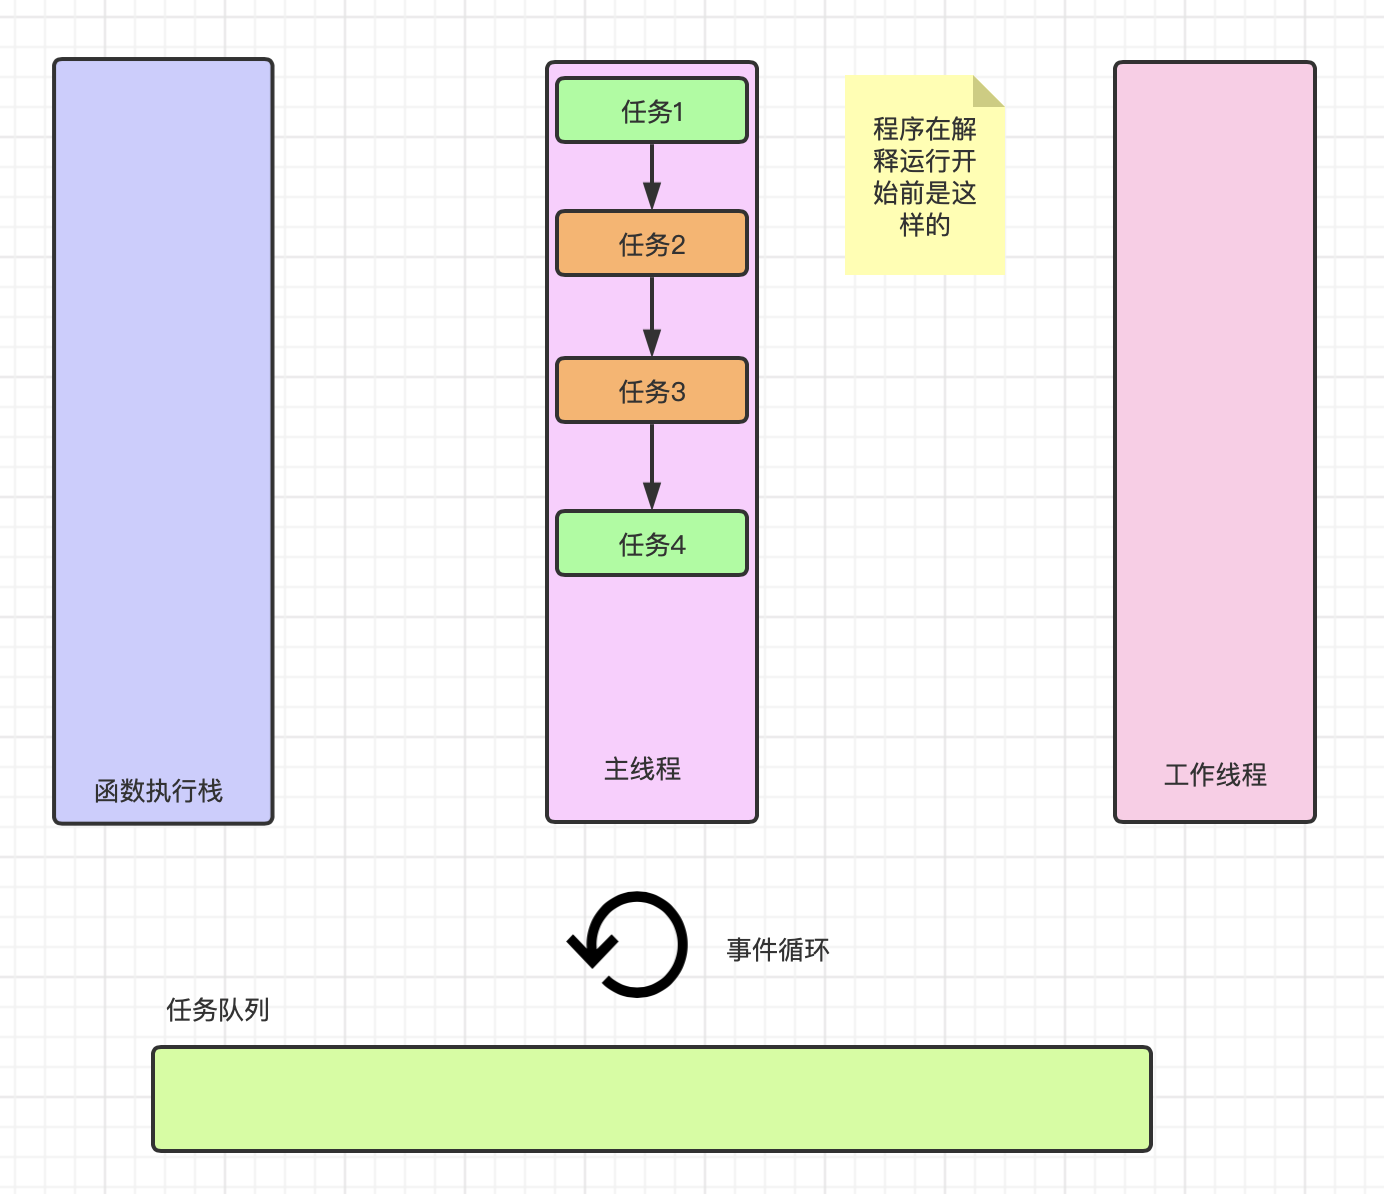 任务1
任务2
任务3
任务4
主线程
程序在解
释运行开
始前是这
样的
函数执行栈
工作线程
事件循环
任务队列